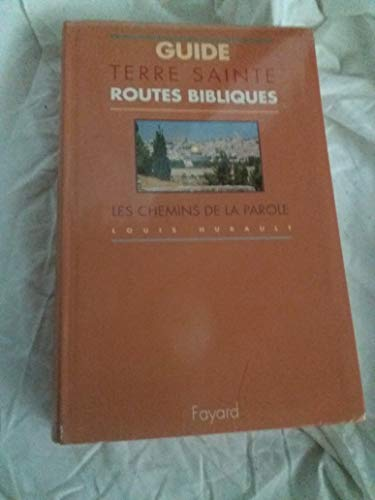 GUIDE
TERRE SAINTE
ROUTES BIBLIQUES
LES CHEMINS DE LA PAROLE
LOUIS HURAULT
Fayard